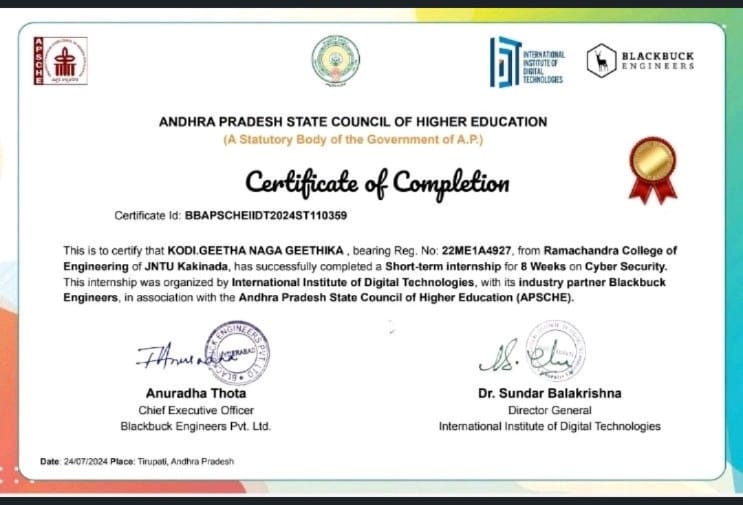 APSCHE
INTERNATIONAL
INSTITUTE OF
DIGITAL
TECHNOLOGIES
BLACKBUCK
ENGINEERS
ANDHRA PRADESH STATE COUNCIL OF HIGHER EDUCATION
(A Statutory Body of the Government of A.P.)
Certificate of Completion
Certificate Id: BBAPSCHEIIDT2024ST110359
This is to certify that KODI.GEETHA NAGA GEETHIKA , bearing Reg. No: 22ME1A4927, from Ramachandra College of
Engineering of JNTU Kakinada, has successfully completed a Short-term internship for 8 Weeks on Cyber Security.
This internship was organized by International Institute of Digital Technologies, with its industry partner Blackbuck
Engineers, in association with the Andhra Pradesh State Council of Higher Education (APSCHE).
BLACKBUCK ENGINEERS PVT LTD
HYDERABAD
Anuradha Thota
Chief Executive Officer
Blackbuck Engineers Pvt. Ltd.
Dr. Sundar Balakrishna
Director General
International Institute of Digital Technologies
Date: 24/07/2024 Place: Tirupati, Andhra Pradesh